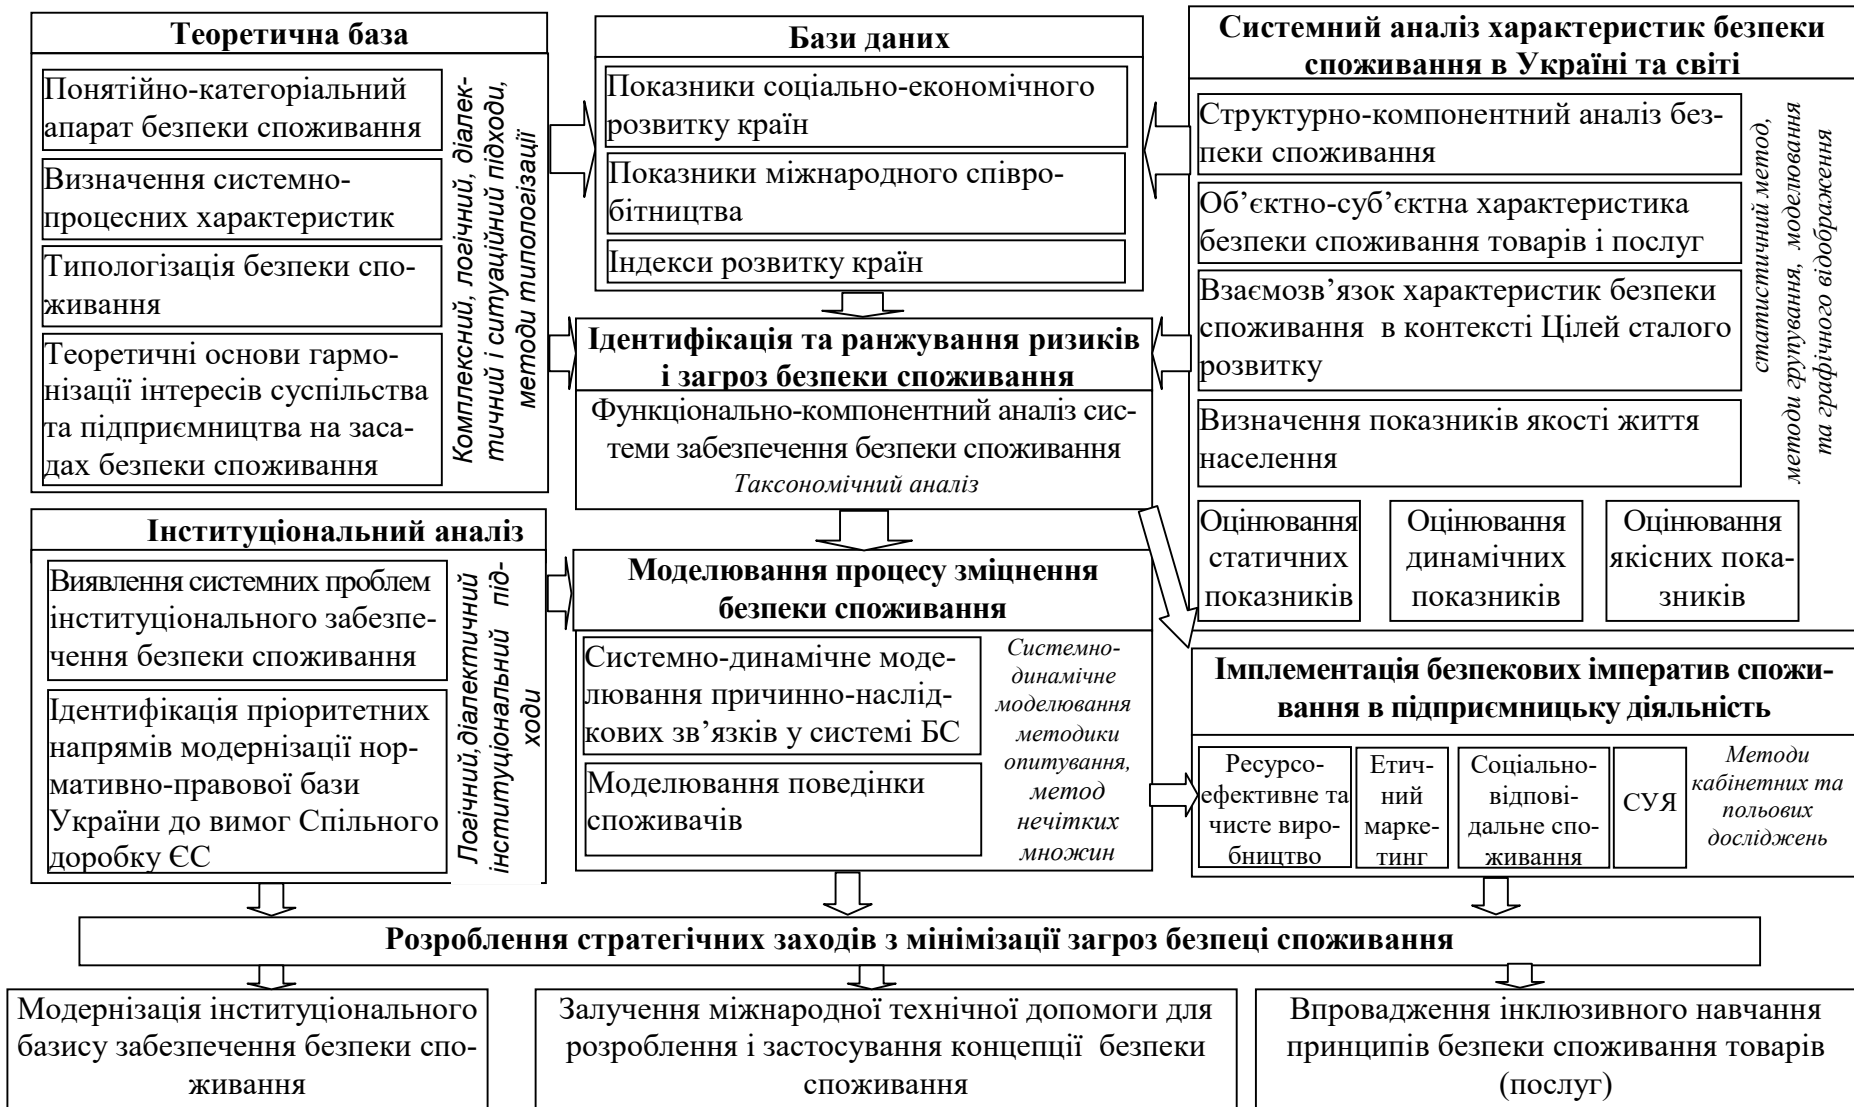 Теоретична база
Понятійно-категоріальний
апарат безпеки споживання
Визначення системно-
процесних характеристик
Типологізація безпеки спо-
живання
Теоретичні основи гармо-
нізації інтересів суспільства
та підприємництва на заса-
дах безпеки споживання
Комплексний, логічний, діалек-
тичний і ситуаційний підходи,
методи типологізації
Бази даних
Показники соціально-економічного
розвитку країн
Показники міжнародного співро-
бітництва
Індекси розвитку країн
Системний аналіз характеристик безпеки
споживання в Україні та світі
Структурно-компонентний аналіз без-
пеки споживання
Об’єктно-суб’єктна характеристика
безпеки споживання товарів і послуг
Взаємозв’язок характеристик безпеки
споживання в контексті Цілей сталого
розвитку
Визначення показників якості життя
населення
статистичний метод,
методи групування, моделювання
та графічного відображення
Оцінювання
статичних
показників
Оцінювання
динамічних
показників
Оцінювання
якісних пока-
зників
Ідентифікація та ранжування ризиків
і загроз безпеки споживання
Функціонально-компонентний аналіз сис-
теми забезпечення безпеки споживання
Таксономічний аналіз
Інституціональний аналіз
Виявлення системних проблем
інституціонального забезпе-
чення безпеки споживання
Ідентифікація пріоритетних
напрямів модернізації нор-
мативно-правової бази
України до вимог Спільного
доробку ЄС
Логічний,діалектичний
інституціональний під-
ходи
Моделювання процесу зміцнення
безпеки споживання
Системно-динамічне моде-
лювання причинно-наслід-
кових зв’язків у системі БС
Моделювання поведінки
споживачів
Системно-
динамічне
моделювання
методики
опитування,
метод
нечітких
множин
Імплементація безпекових імператив спожи-
вання в підприємницьку діяльність
Ресурсо-
ефективне та
чисте виро-
бництво
Етич-
ний
марке-
тинг
Соціально-
відпові-
дальне спо-
живання
СУЯ
Методи
кабінетних та
польових
досліджень
Розроблення стратегічних заходів з мінімізації загроз безпеці споживання
Модернізація інституціонального
базису забезпечення безпеки спо-
живання
Залучення міжнародної технічної допомоги для
розроблення і застосування концепції безпеки
споживання
Впровадження інклюзивного навчання
принципів безпеки споживання товарів
(послуг)